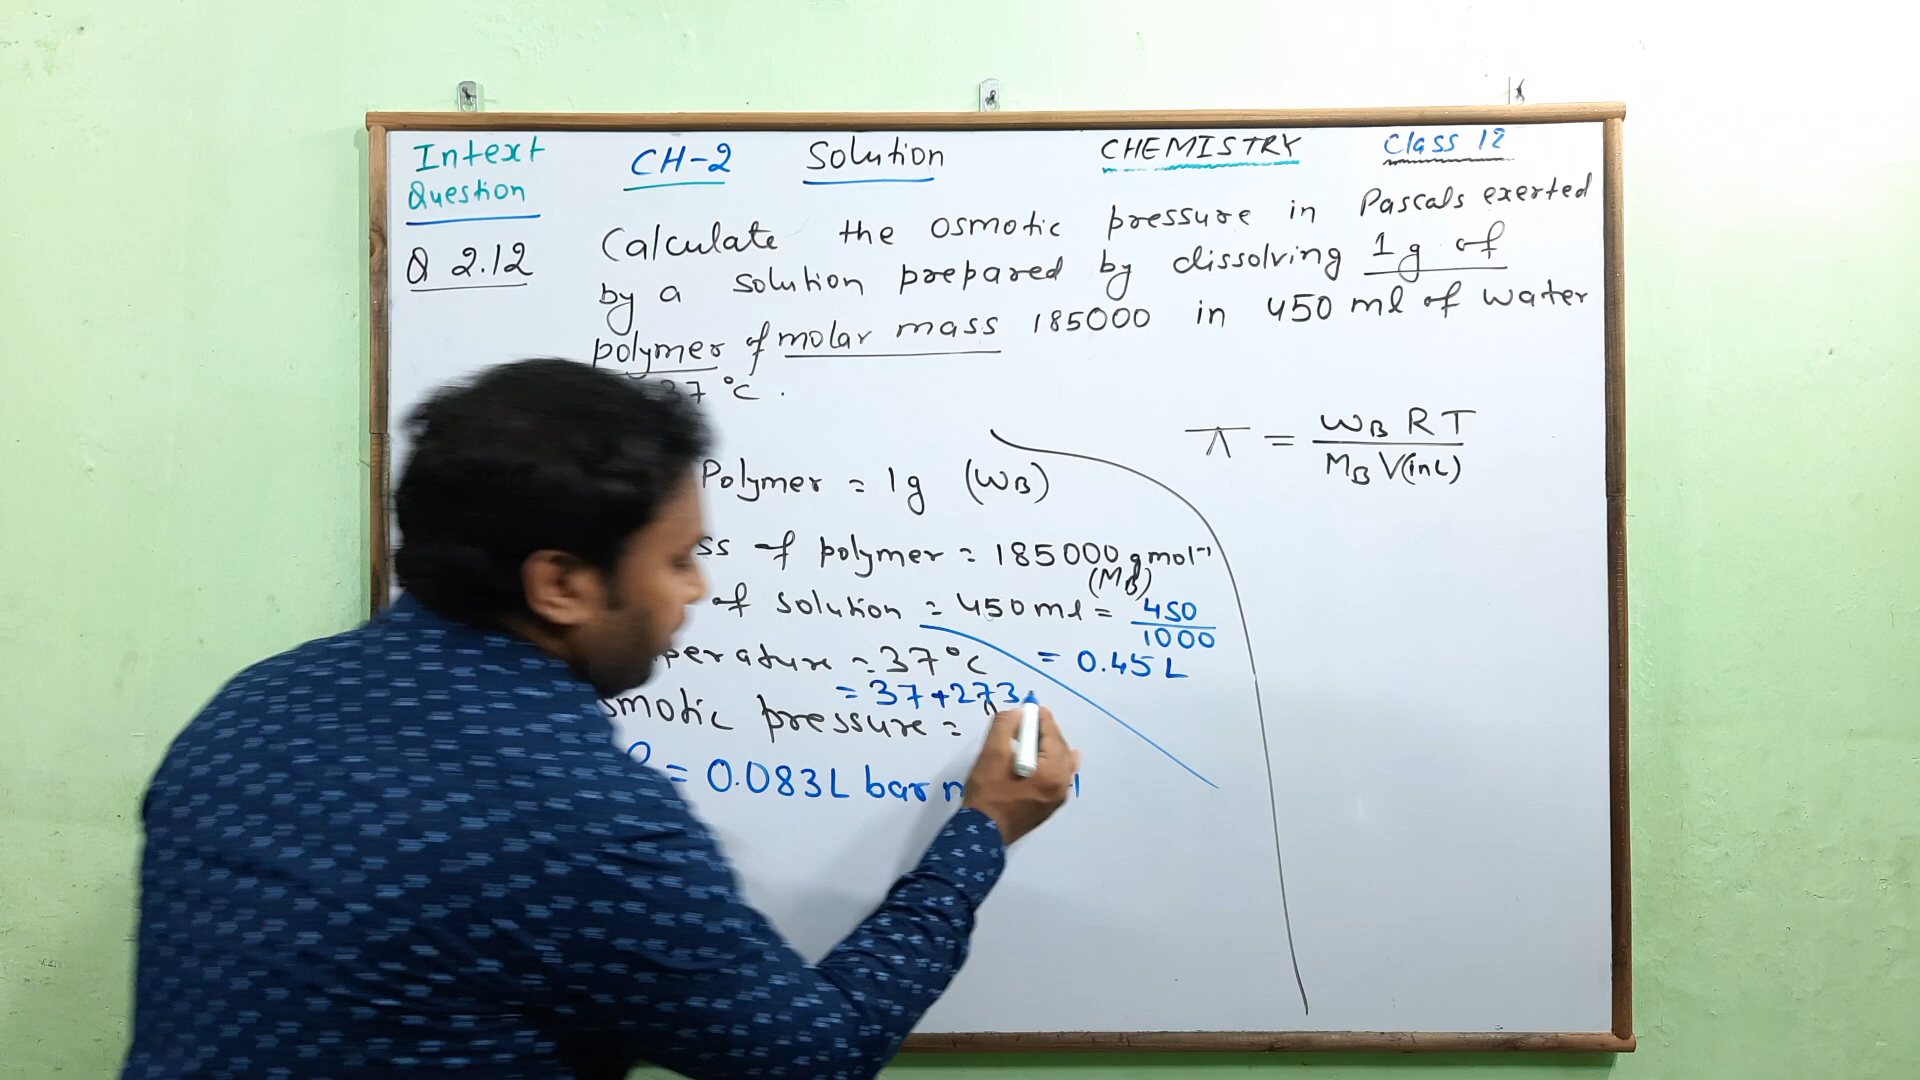 Intext Question
CH-2 Solution CHEMISTRY Class 12
Q 2.12
Calculate the osmotic pressure in Pascals exerted
by a solution prepared by dissolving 1g of
polymer of molar mass 185000 in 450 ml of water
37 °C.
Polymer = 1g (WB)
ss of polymer = 185000 g mol⁻¹
(MB)
of solution = 450 ml = 450/1000
= 0.45 L
perature = 37°C
= 37+273
smotic pressure =
= 0.083 L bar
π = WB R T / MB V(in L)